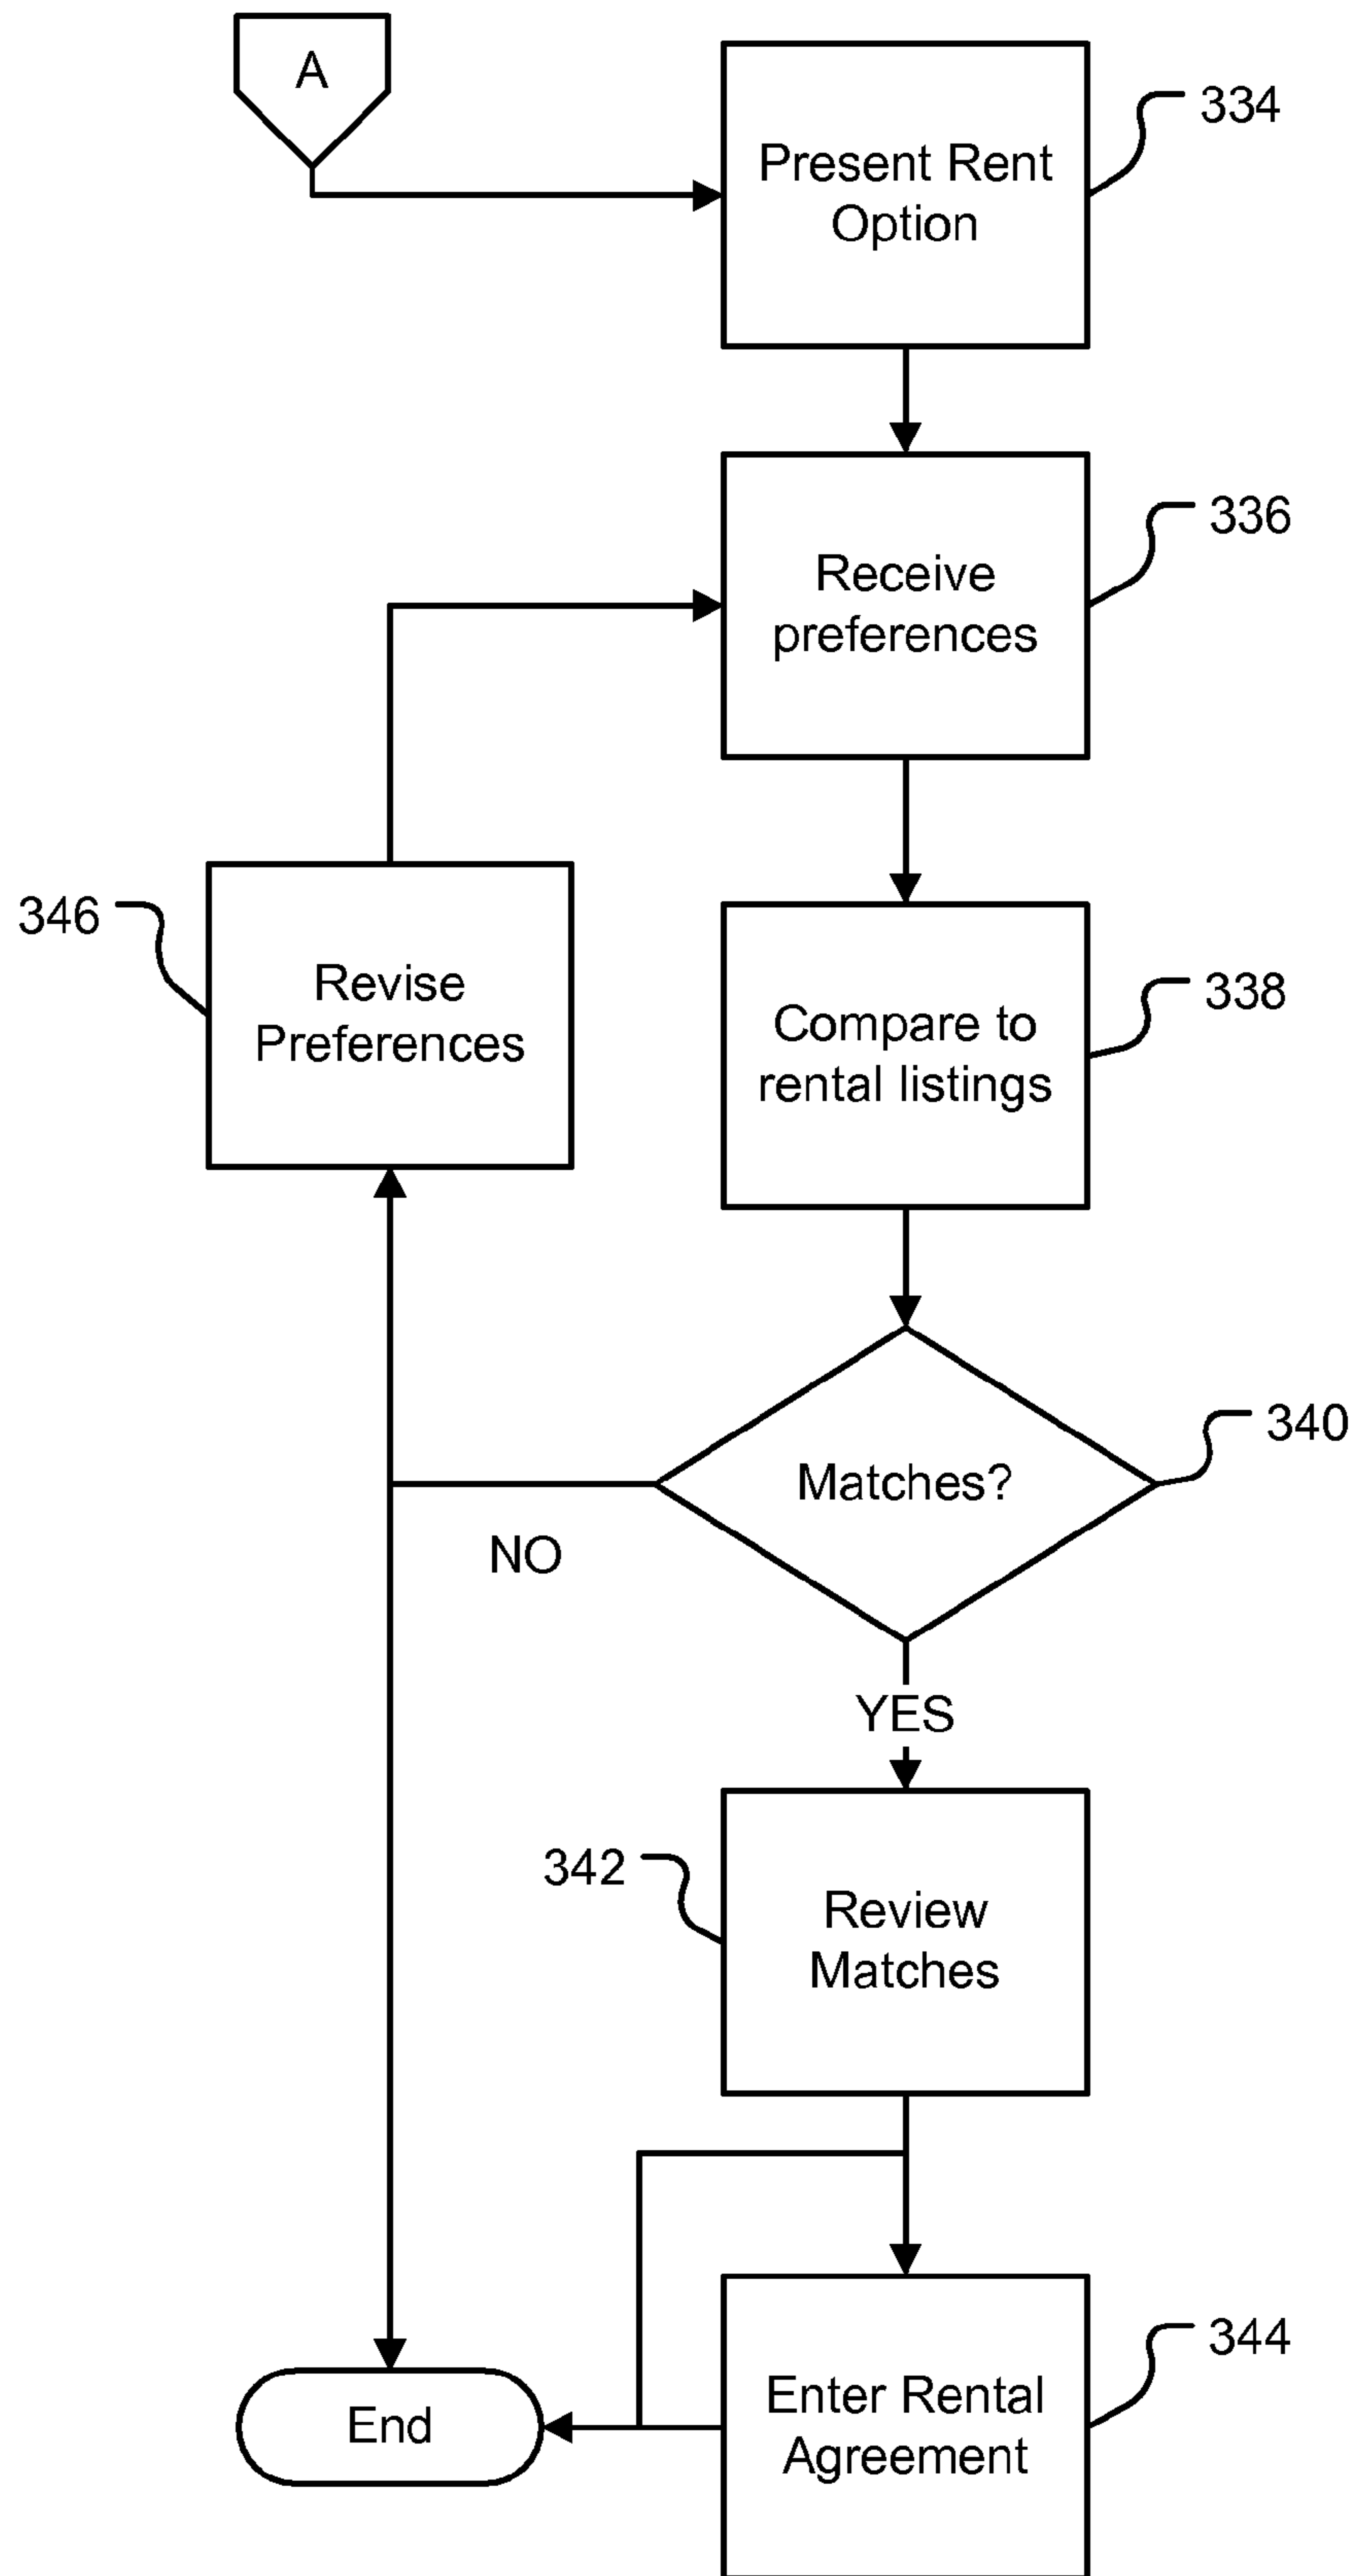 A
Present Rent
Option
334
Receive
preferences
336
Revise
Preferences
346
Compare to
rental listings
338
Matches?
340
NO
YES
342
Review
Matches
End
Enter Rental
Agreement
344